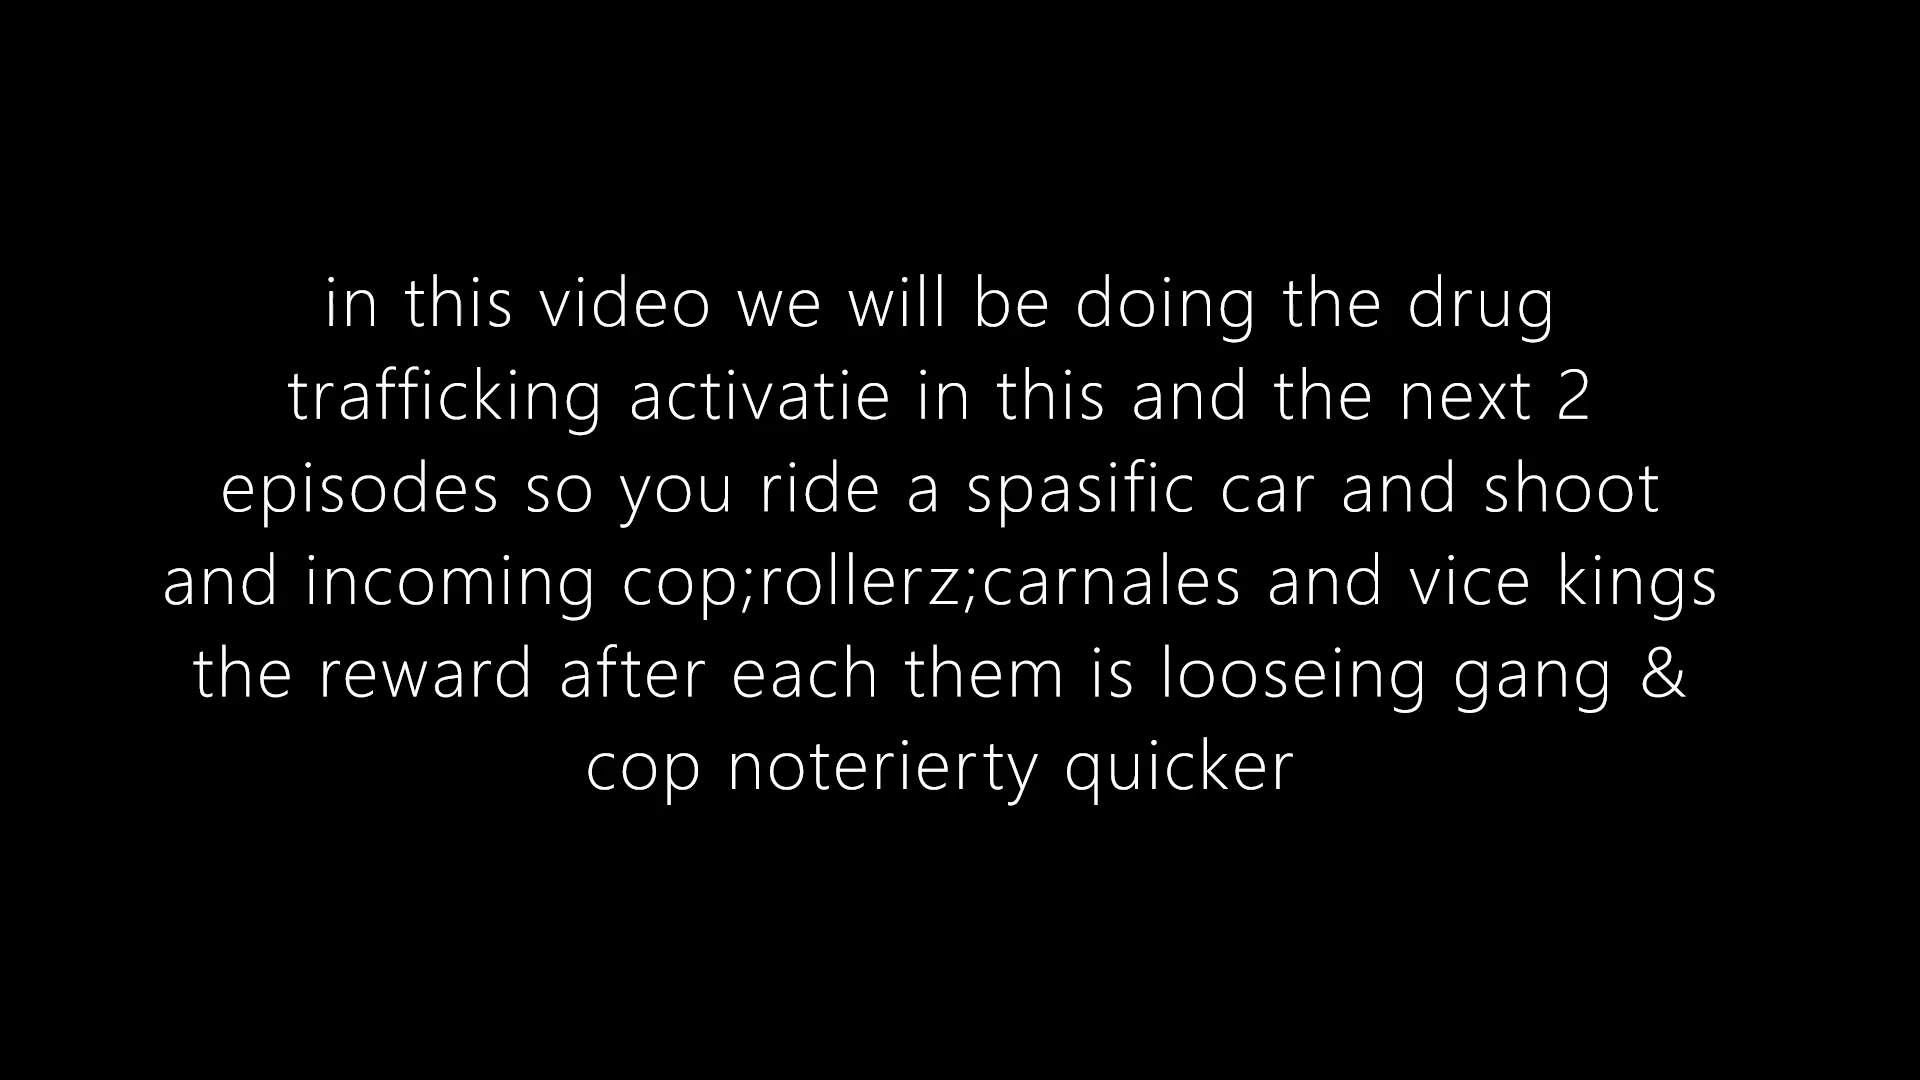 in this video we will be doing the drug
trafficking activatie in this and the next 2
episodes so you ride a spasific car and shoot
and incoming cop;rollerz;carnales and vice kings
the reward after each them is looseing gang &
cop noterierty quicker